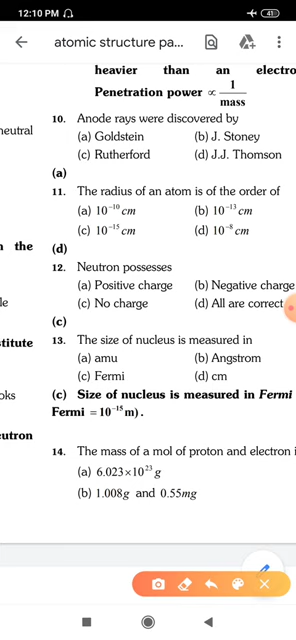 12:10 PM
41
atomic structure pa...
heavier than an electro
Penetration power ∝ 1/mass
neutral
10. Anode rays were discovered by
(a) Goldstein (b) J. Stoney
(c) Rutherford (d) J.J. Thomson
(a)
11. The radius of an atom is of the order of
(a) 10⁻¹⁰ cm (b) 10⁻¹³ cm
(c) 10⁻¹⁵ cm (d) 10⁻⁸ cm
n the (d)
12. Neutron possesses
(a) Positive charge (b) Negative charge
le (c) No charge (d) All are correct
(c)
titute 13. The size of nucleus is measured in
(a) amu (b) Angstrom
(c) Fermi (d) cm
oks (c) Size of nucleus is measured in Fermi
Fermi = 10⁻¹⁵ m).
eutron
14. The mass of a mol of proton and electron i
(a) 6.023×10²³ g
(b) 1.008g and 0.55mg